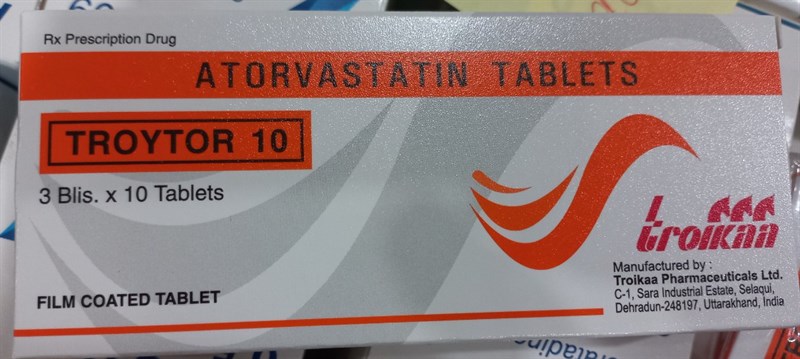 Rx Prescription Drug
ATORVASTATIN TABLETS
TROYTOR 10
3 Blis. x 10 Tablets
FILM COATED TABLET
troikaa
Manufactured by :
Troikaa Pharmaceuticals Ltd.
C-1, Sara Industrial Estate, Selaqui,
Dehradun-248197, Uttarakhand, India